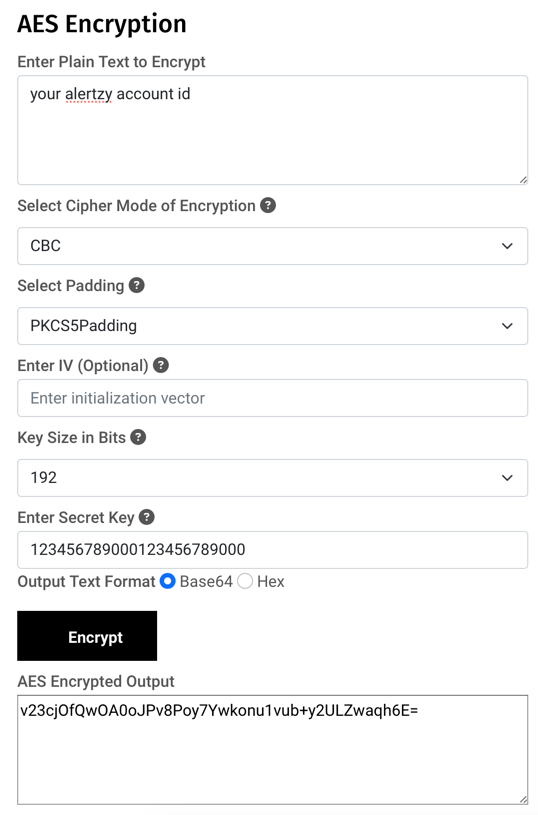 AES Encryption
Enter Plain Text to Encrypt
your alertzy account id
Select Cipher Mode of Encryption ?
CBC
Select Padding ?
PKCS5Padding
Enter IV (Optional) ?
Enter initialization vector
Key Size in Bits ?
192
Enter Secret Key ?
123456789000123456789000
Output Text Format Base64 Hex
Encrypt
AES Encrypted Output
v23cjOfQwOA0oJPv8Poy7Ywkonu1vub+y2ULZwaqh6E=